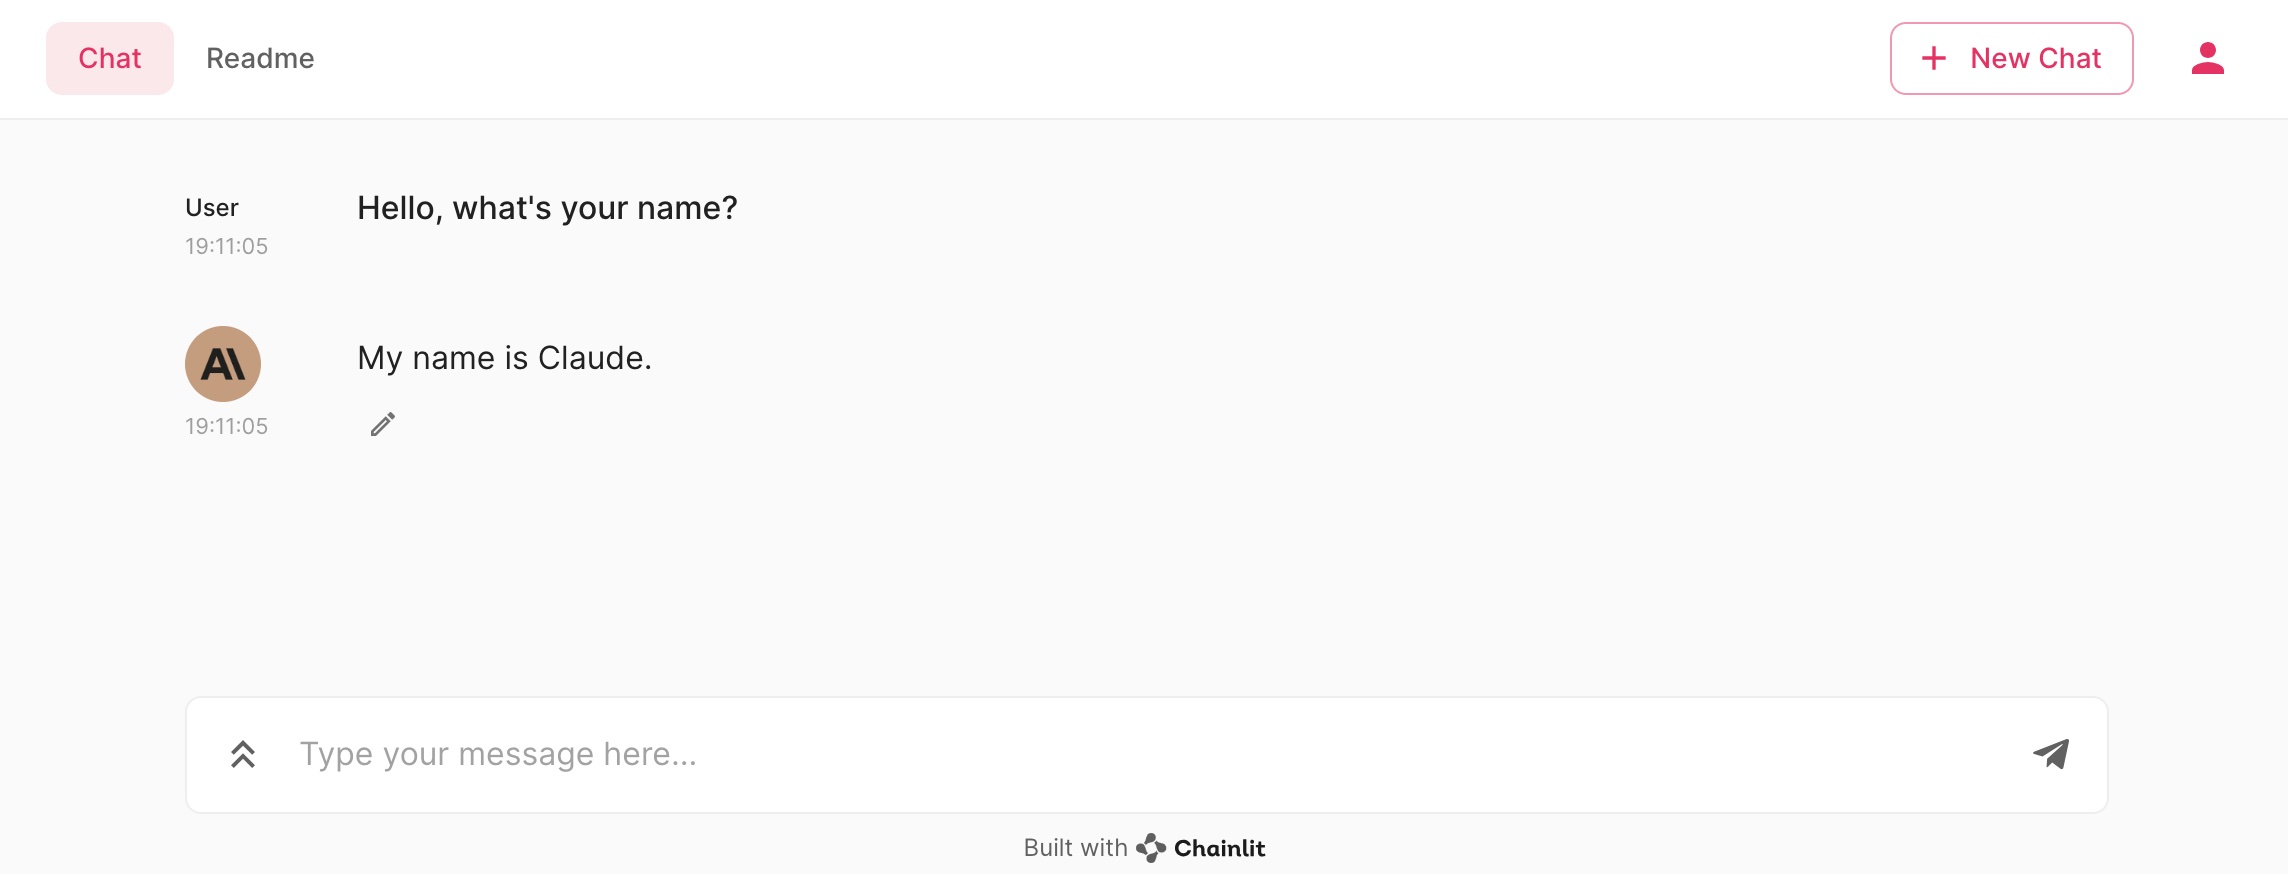 Chat
Readme
New Chat
User
Hello, what's your name?
19:11:05
My name is Claude.
19:11:05
Type your message here...
Built with Chainlit